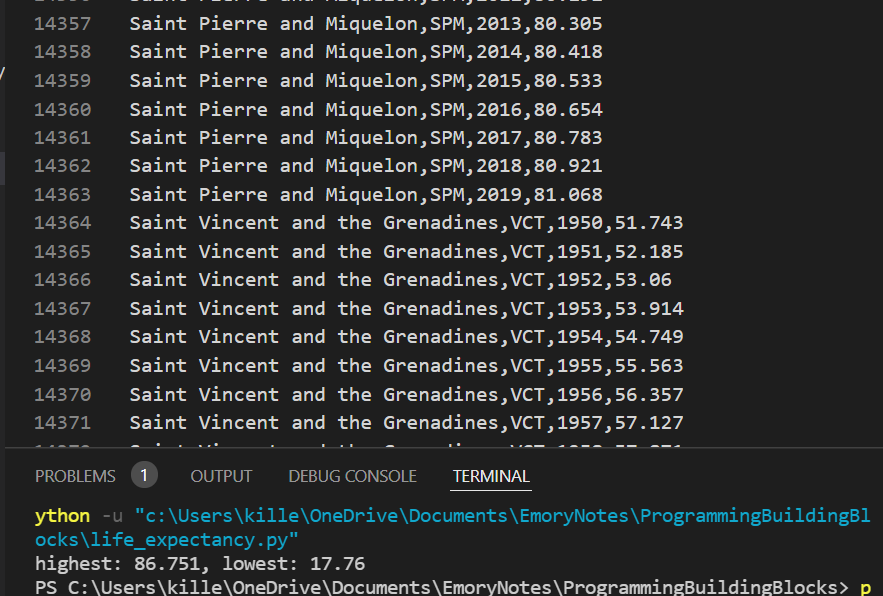 14357 Saint Pierre and Miquelon,SPM,2013,80.305
14358 Saint Pierre and Miquelon,SPM,2014,80.418
14359 Saint Pierre and Miquelon,SPM,2015,80.533
14360 Saint Pierre and Miquelon,SPM,2016,80.654
14361 Saint Pierre and Miquelon,SPM,2017,80.783
14362 Saint Pierre and Miquelon,SPM,2018,80.921
14363 Saint Pierre and Miquelon,SPM,2019,81.068
14364 Saint Vincent and the Grenadines,VCT,1950,51.743
14365 Saint Vincent and the Grenadines,VCT,1951,52.185
14366 Saint Vincent and the Grenadines,VCT,1952,53.06
14367 Saint Vincent and the Grenadines,VCT,1953,53.914
14368 Saint Vincent and the Grenadines,VCT,1954,54.749
14369 Saint Vincent and the Grenadines,VCT,1955,55.563
14370 Saint Vincent and the Grenadines,VCT,1956,56.357
14371 Saint Vincent and the Grenadines,VCT,1957,57.127
PROBLEMS 1 OUTPUT DEBUG CONSOLE TERMINAL
ython -u "c:\Users\kille\OneDrive\Documents\EmoryNotes\ProgrammingBuildingBl
ocks\life_expectancy.py"
highest: 86.751, lowest: 17.76
PS C:\Users\kille\OneDrive\Documents\EmoryNotes\ProgrammingBuildingBlocks> p